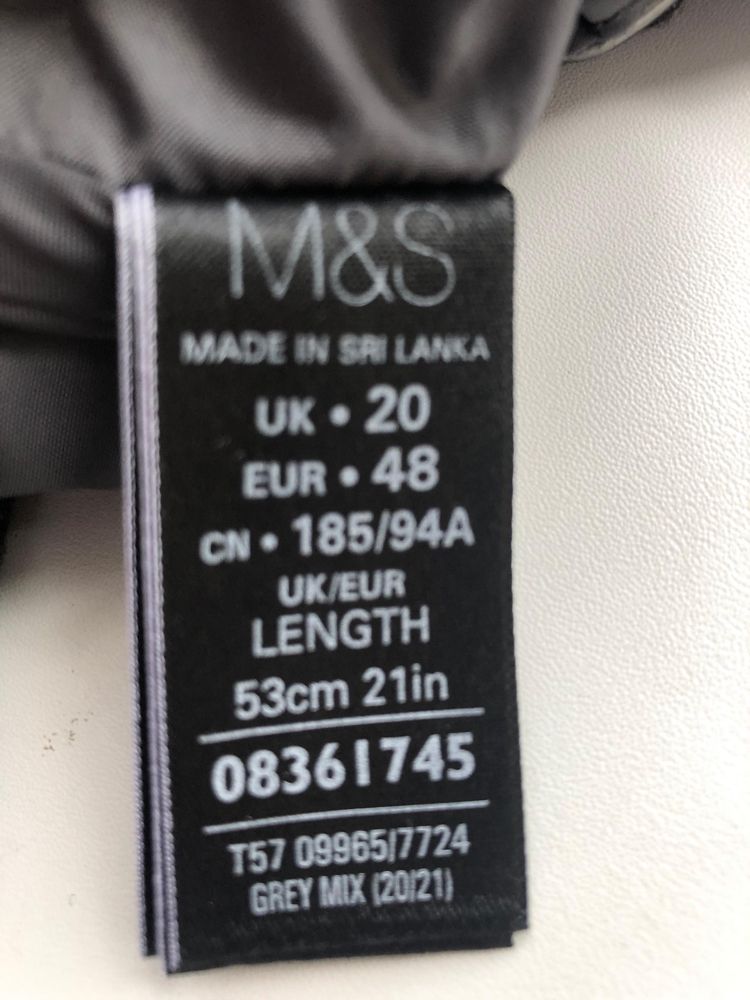 M&S
MADE IN SRI LANKA
UK • 20
EUR • 48
CN • 185/94A
UK/EUR
LENGTH
53cm 21in
08361745
T57 09965/7724
GREY MIX (20/21)